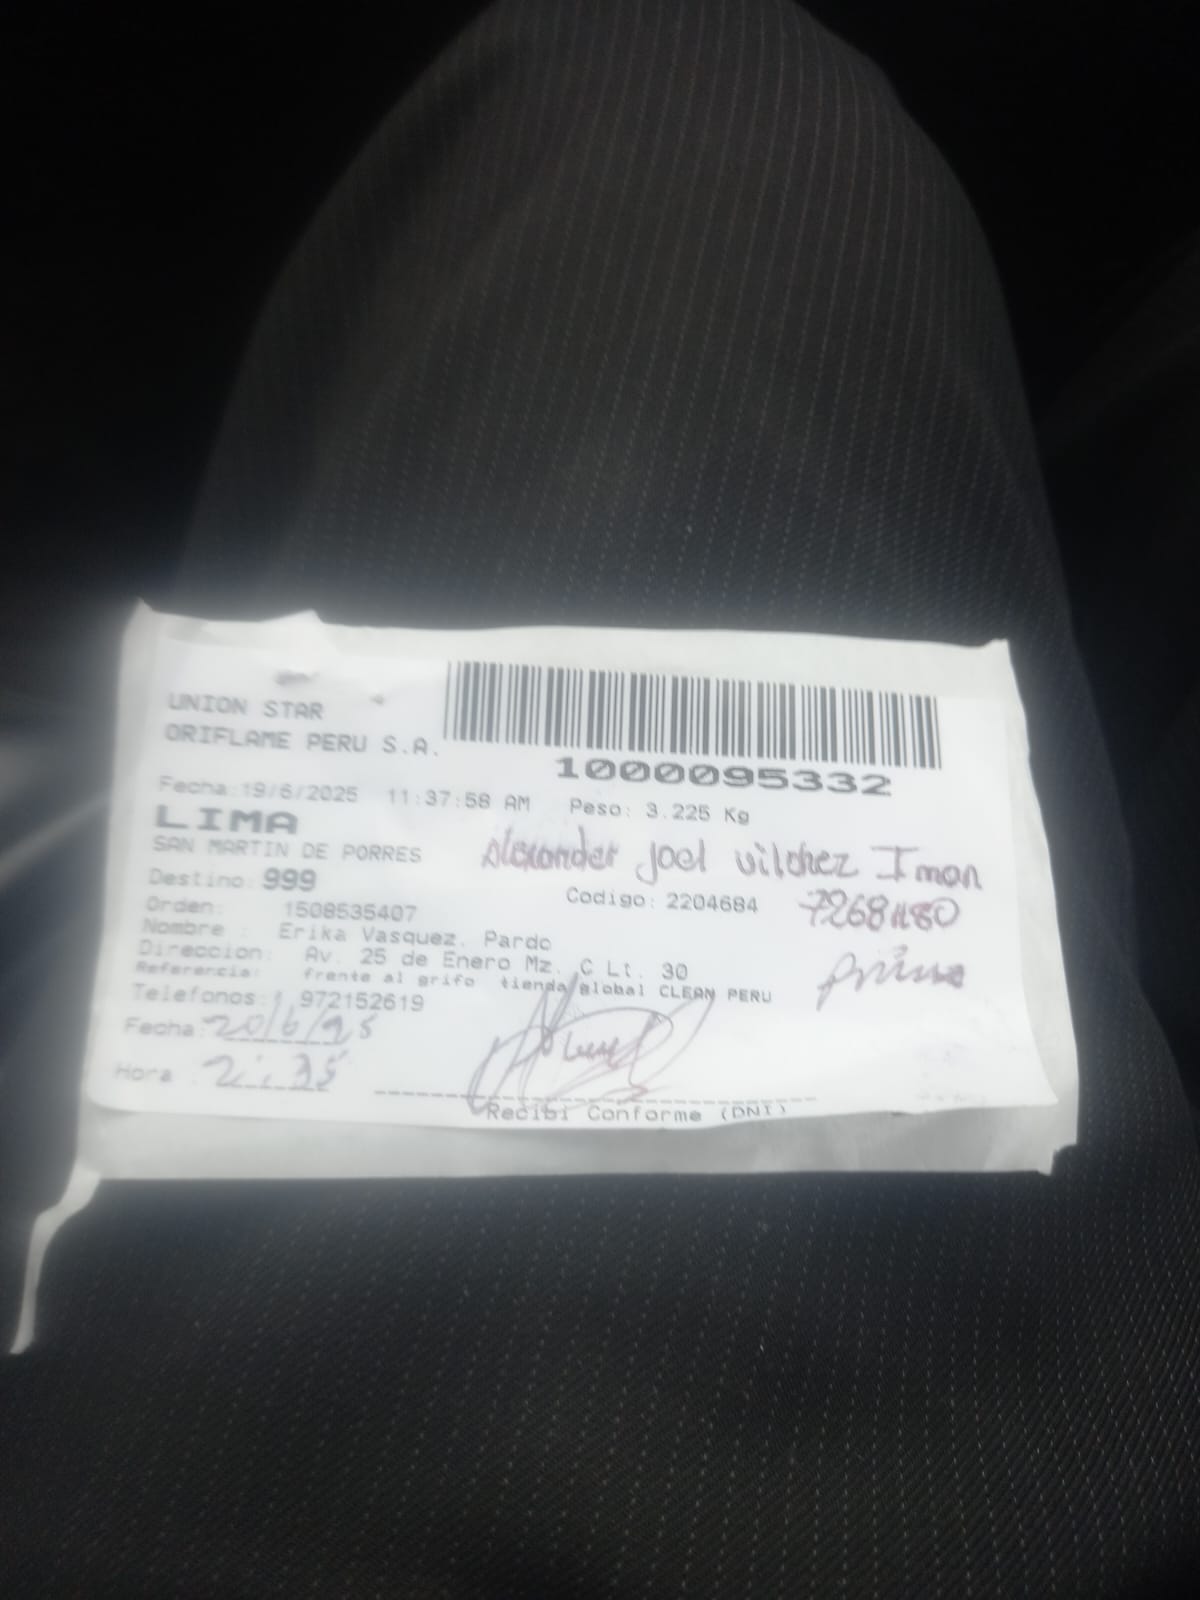 UNION STAR
ORIFLAME PERU S.A.
1000095332
Fecha:19/6/2025 11:37:58 AM Peso: 3.225 Kg
LIMA
SAN MARTIN DE PORRES
Alexander Joel Vilchez Iman
Destino: 999
Codigo: 2204684
Orden: 1508535407
Nombre : Erika Vasquez. Pardo
Direccion: Av. 25 de Enero Mz. C Lt. 30
Referencia: frente al grifo tienda global CLEAN PERU
Primo
Telefonos: 972152619
Fecha: 20/6/25
Hora : 2:35
Recibi Conforme (DNI)